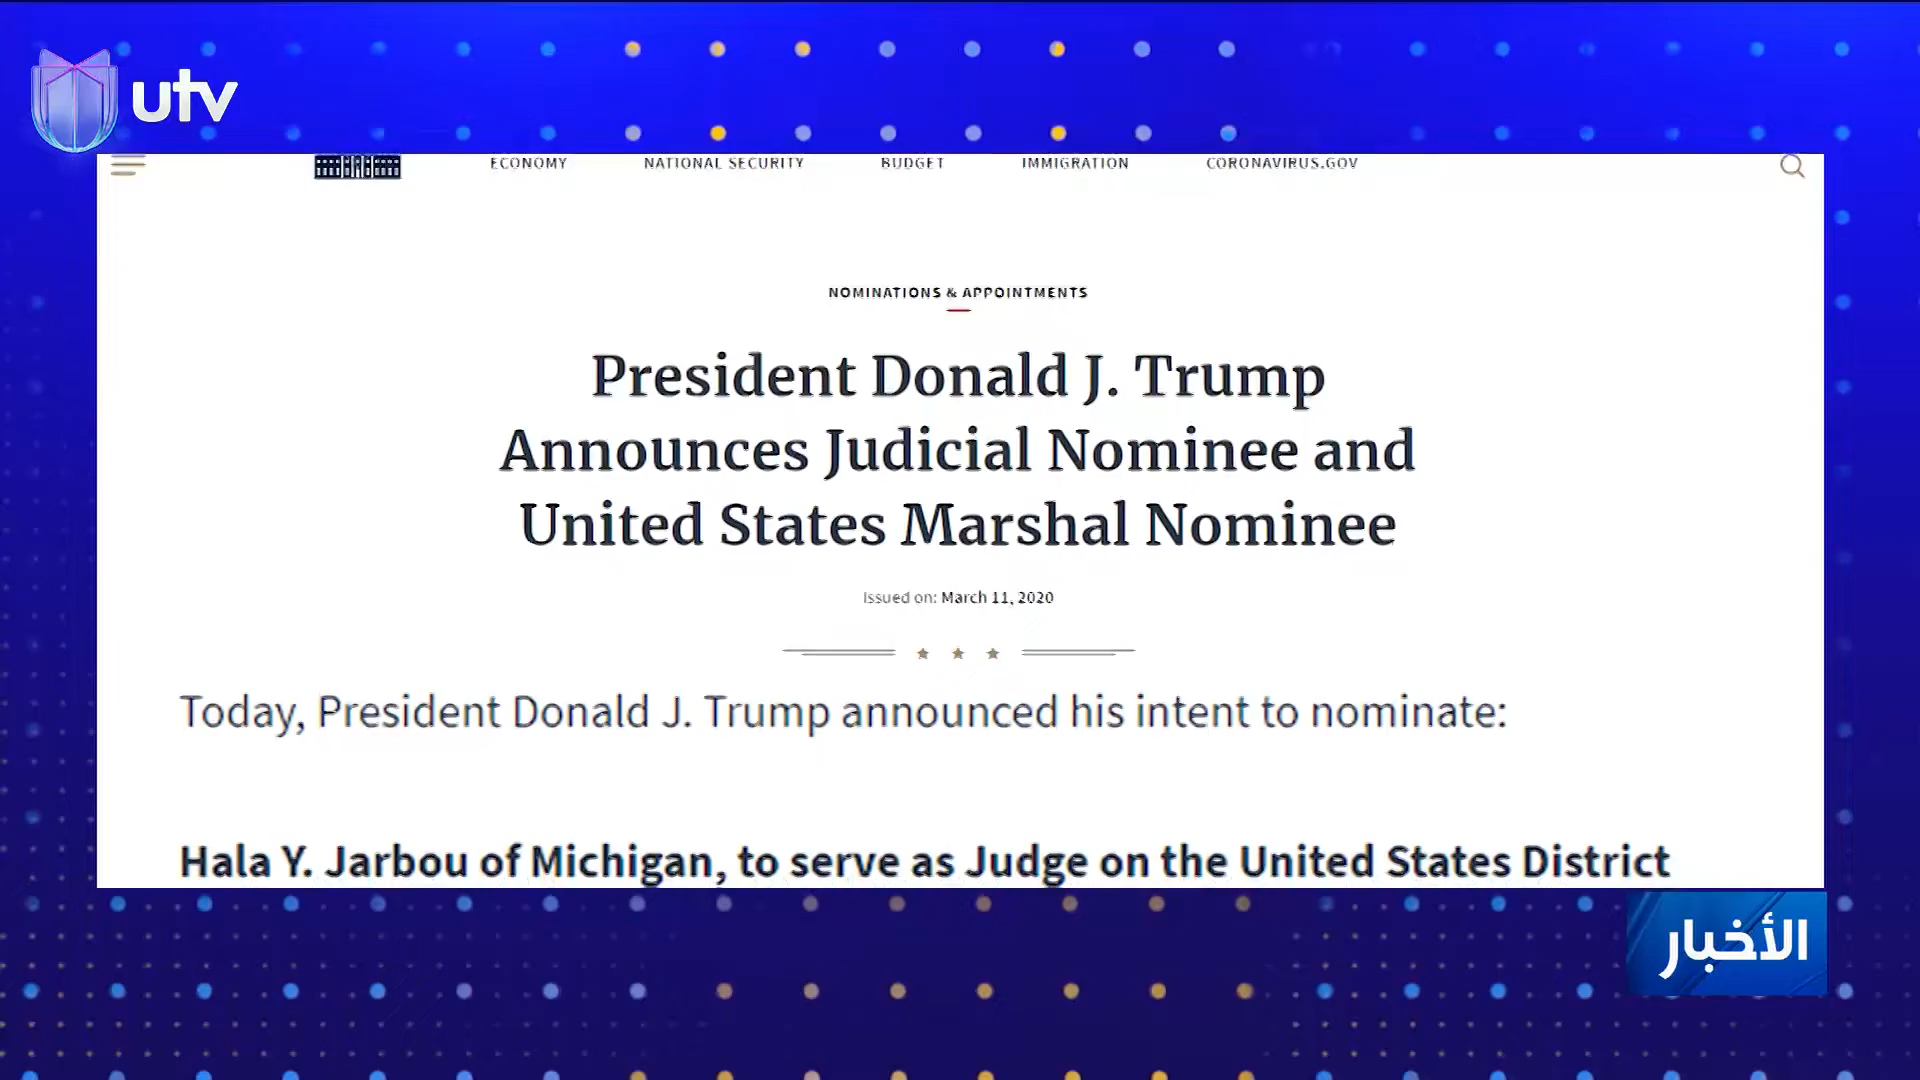 utv
ECONOMY NATIONAL SECURITY BUDGET IMMIGRATION CORONAVIRUS.GOV
NOMINATIONS & APPOINTMENTS
President Donald J. Trump
Announces Judicial Nominee and
United States Marshal Nominee
Issued on: March 11, 2020
Today, President Donald J. Trump announced his intent to nominate:
Hala Y. Jarbou of Michigan, to serve as Judge on the United States District
الأخبار